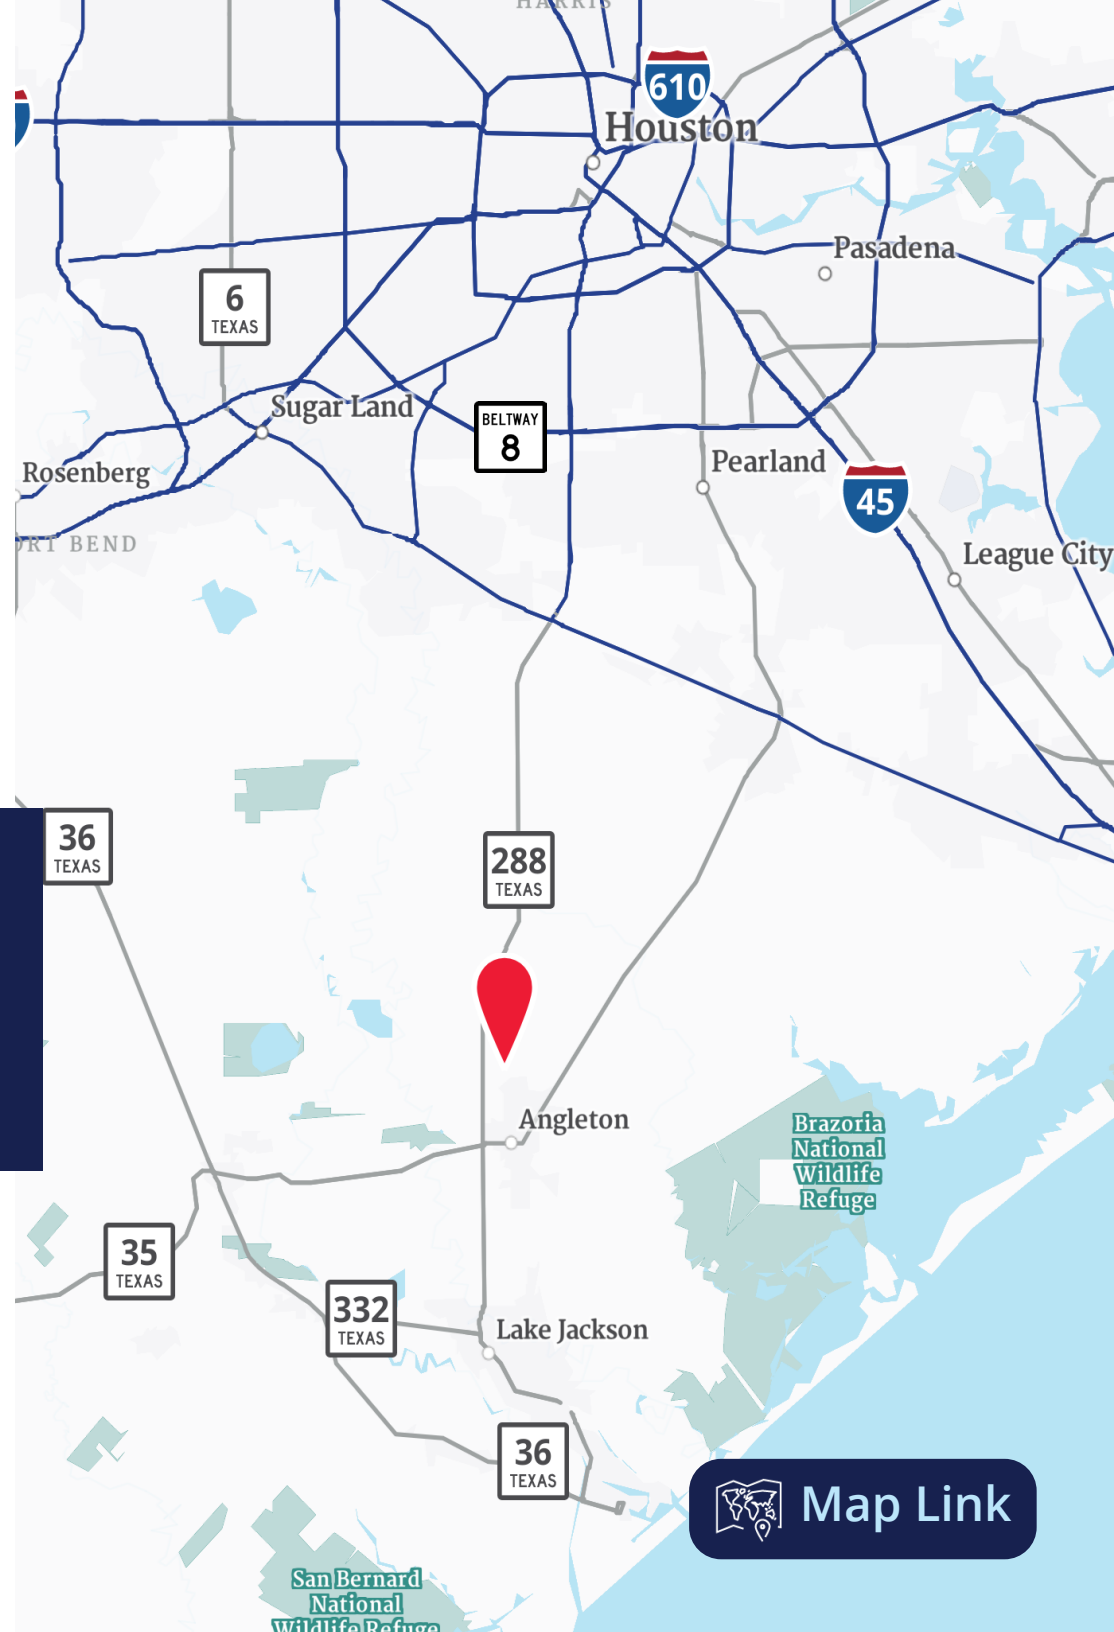 HARRIS
610
Houston
Pasadena
6
TEXAS
Sugar Land
BELTWAY
8
Rosenberg
Pearland
45
RT BEND
League City
36
TEXAS
288
TEXAS
Angleton
Brazoria
National
Wildlife
Refuge
35
TEXAS
332
TEXAS
Lake Jackson
36
TEXAS
Map Link
San Bernard
National
Wildlife Refuge